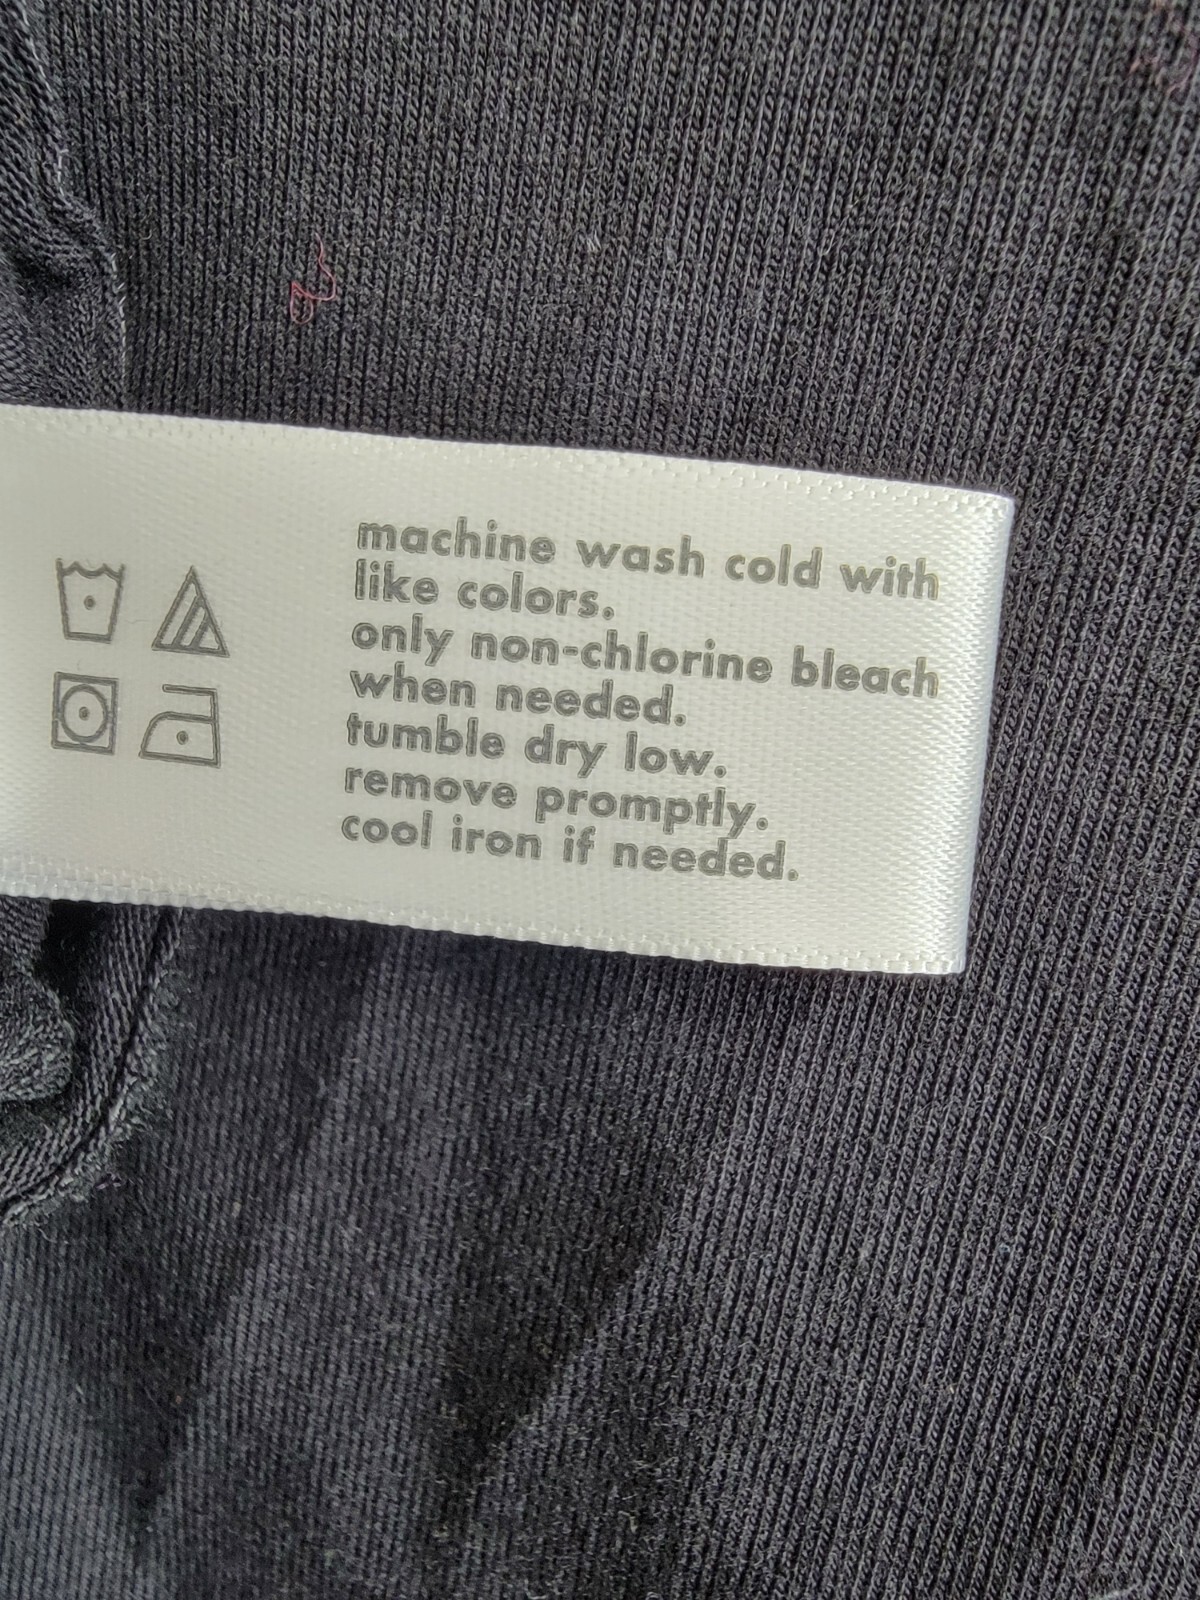 machine wash cold with
like colors.
only non-chlorine bleach
when needed.
tumble dry low.
remove promptly.
cool iron if needed.